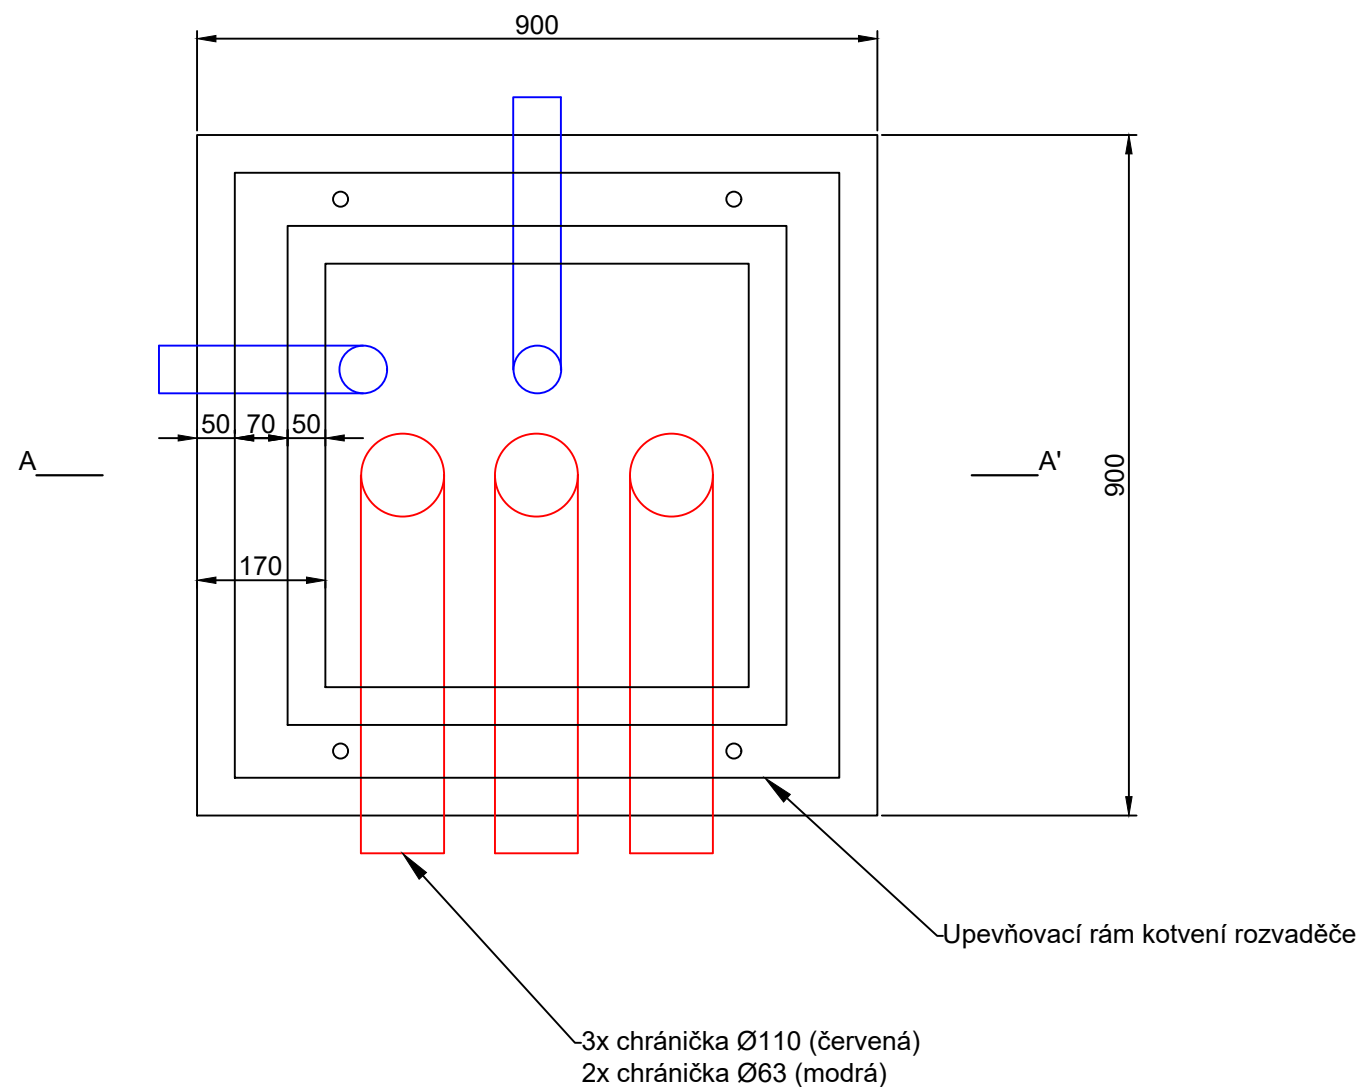 900
50
70
50
A
A'
900
170
Upevňovací rám kotvení rozvaděče
3x chránička Ø110 (červená)
2x chránička Ø63 (modrá)